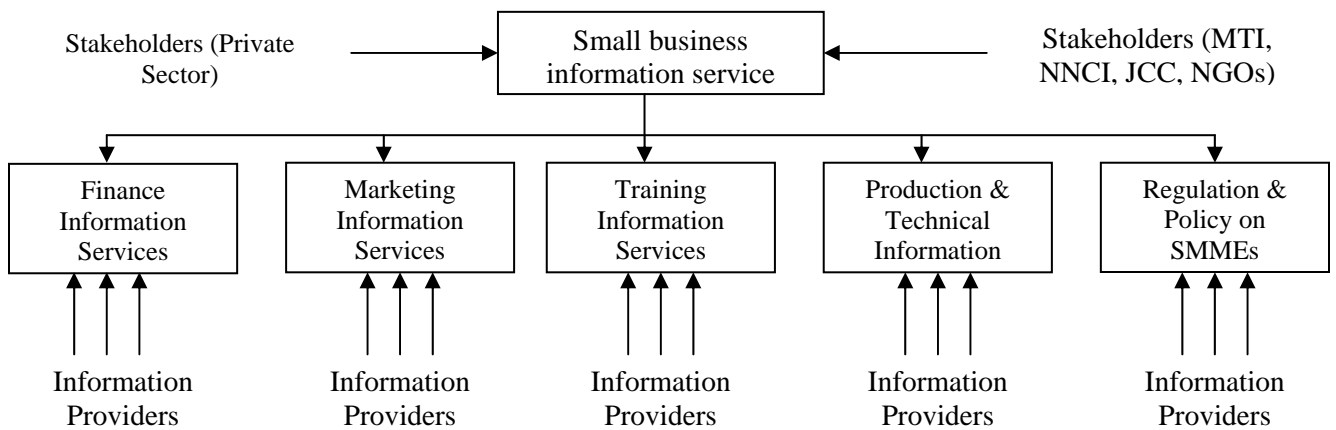 Stakeholders (Private
Sector)
Small business
information service
Stakeholders (MTI,
NNCI, JCC, NGOs)
Finance
Information
Services
Marketing
Information
Services
Training
Information
Services
Production &
Technical
Information
Regulation &
Policy on
SMMEs
Information
Providers
Information
Providers
Information
Providers
Information
Providers
Information
Providers